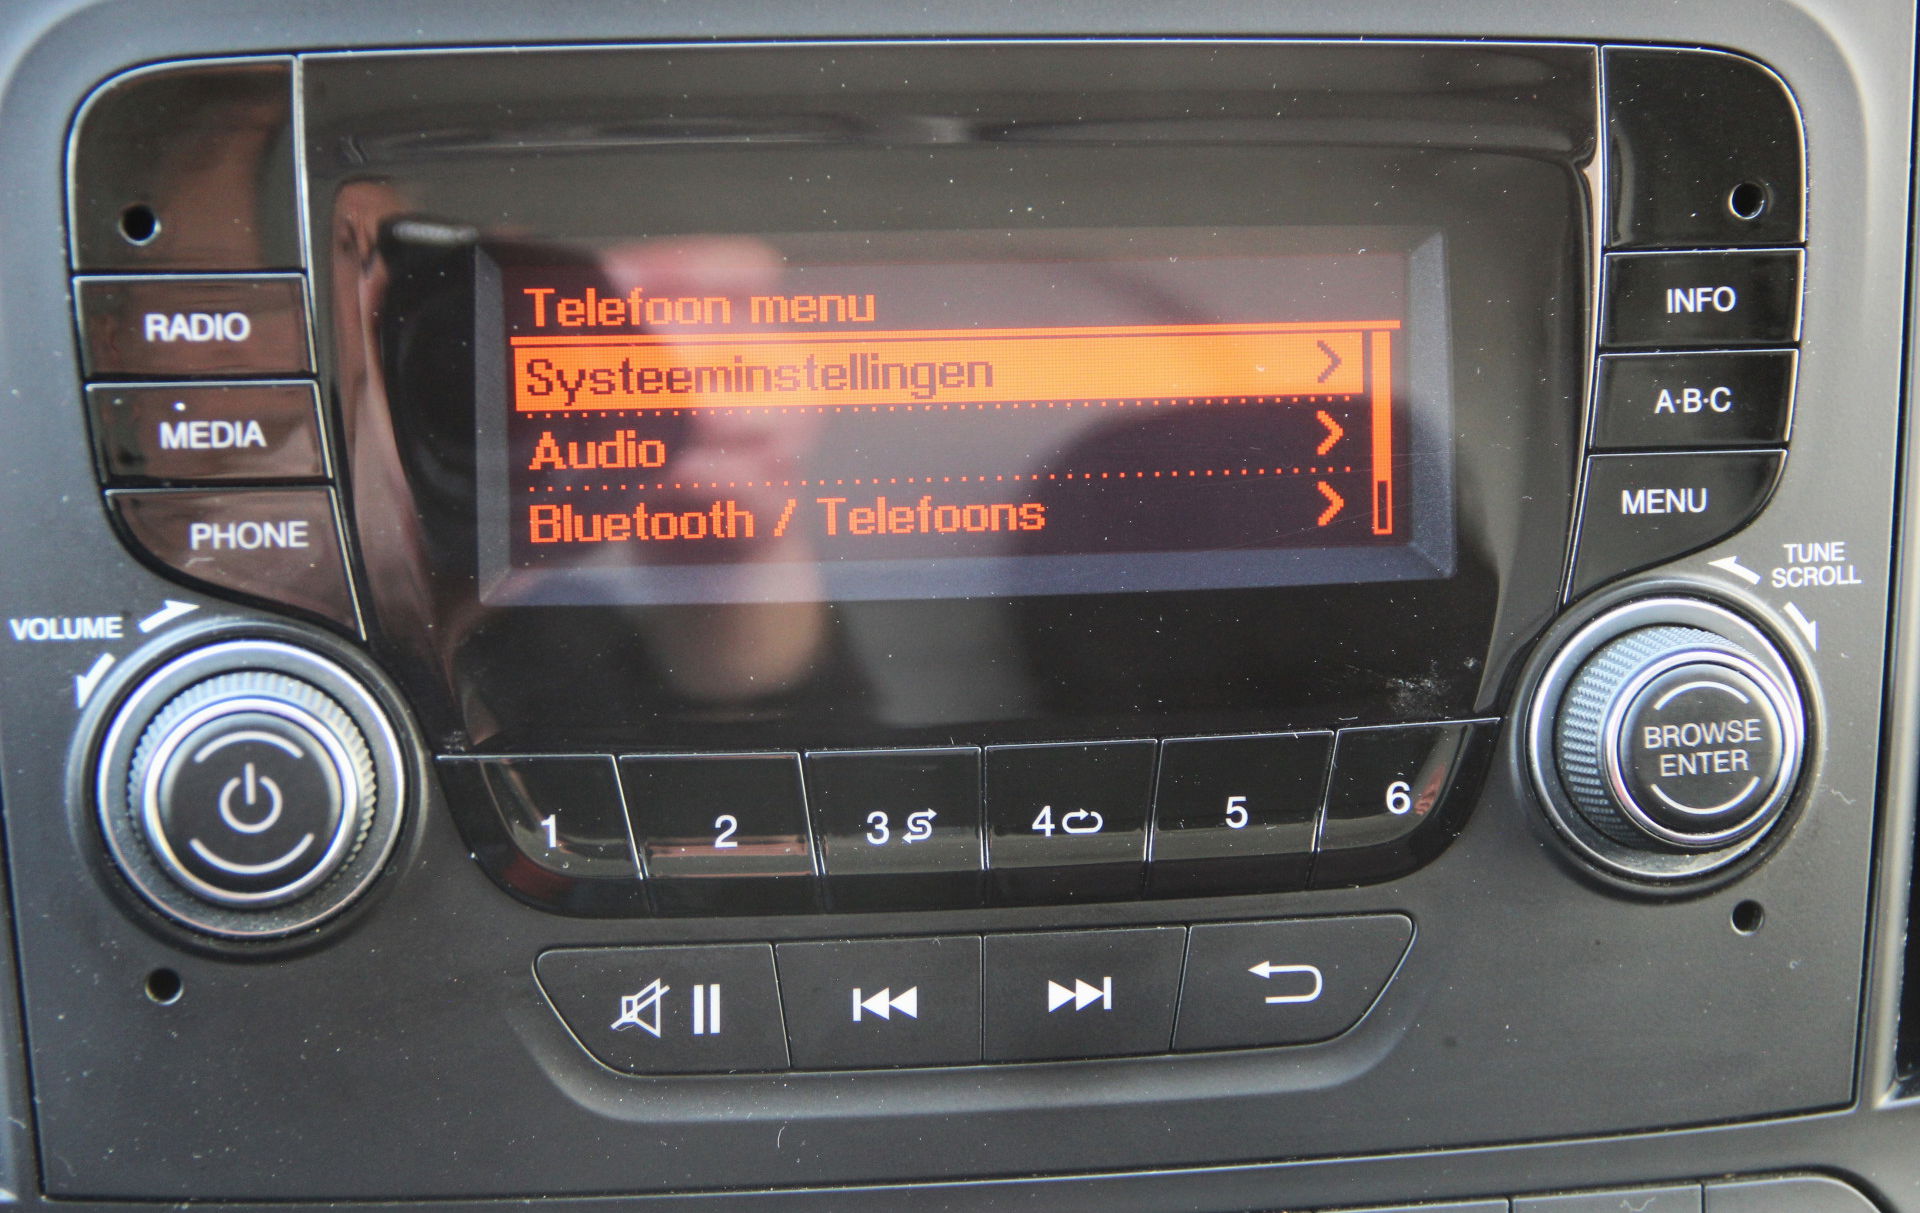 RADIO
MEDIA
PHONE
VOLUME
Telefoon menu
Systeeminstellingen
Audio
Bluetooth / Telefoons
INFO
A·B·C
MENU
TUNE
SCROLL
BROWSE
ENTER
1
2
3
4
5
6